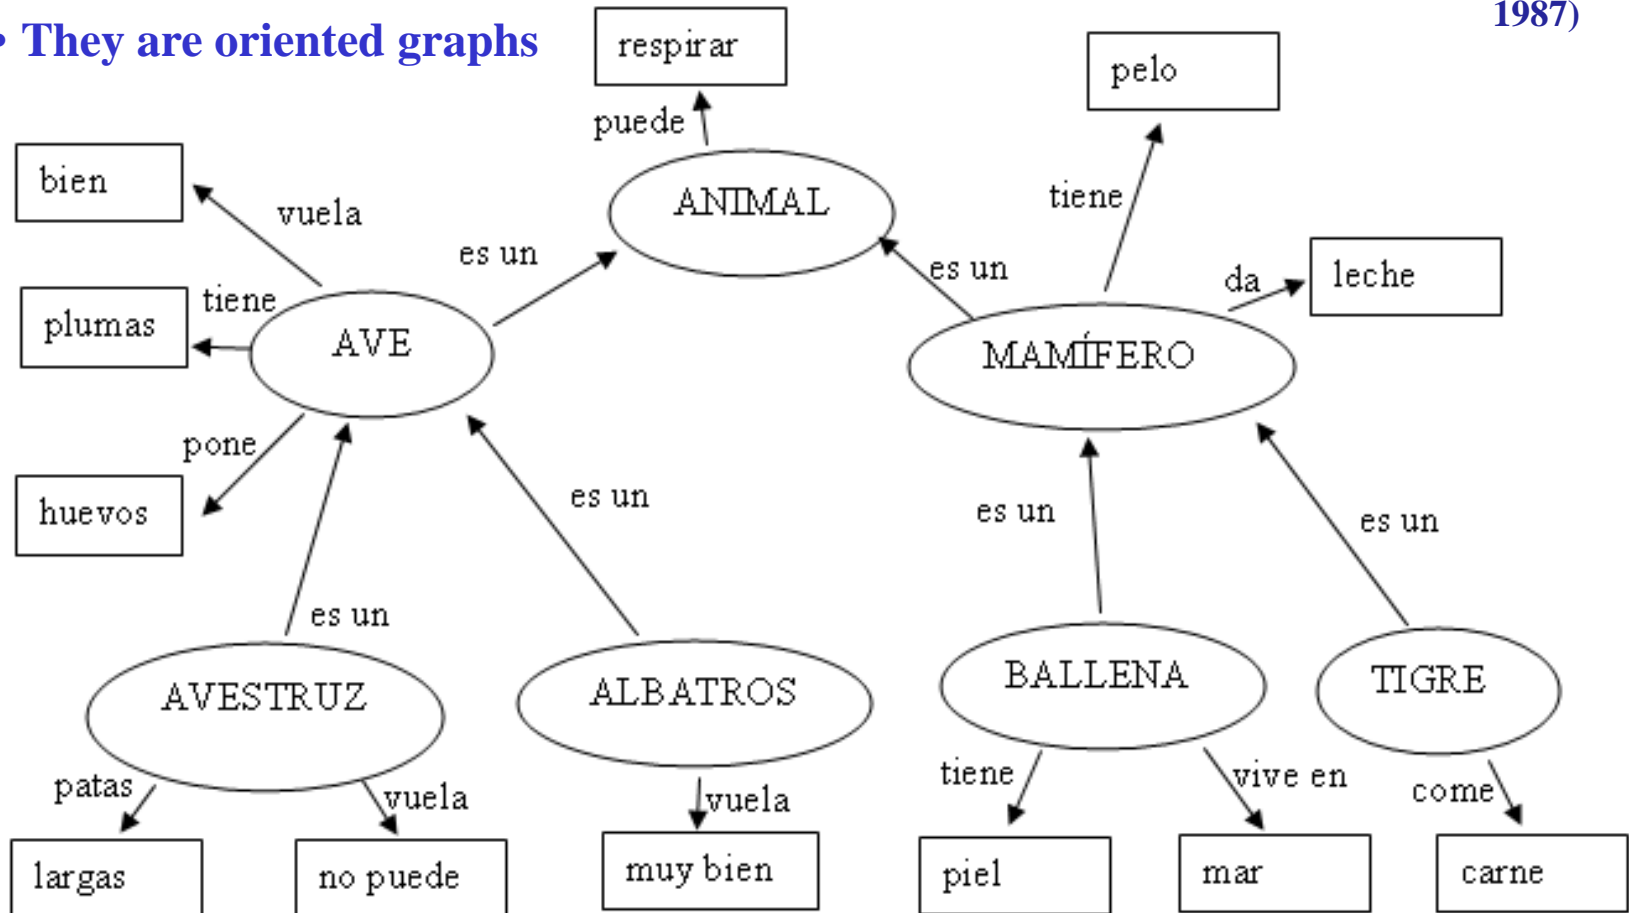 1987)
• They are oriented graphs
respirar
pelo
puede
bien
vuela
ANIMAL
tiene
es un
es un
da
leche
plumas
tiene
AVE
MAMÍFERO
pone
huevos
es un
es un
es un
es un
AVESTRUZ
ALBATROS
BALLENA
TIGRE
patas
vuela
vuela
tiene
vive en
come
largas
no puede
muy bien
piel
mar
carne